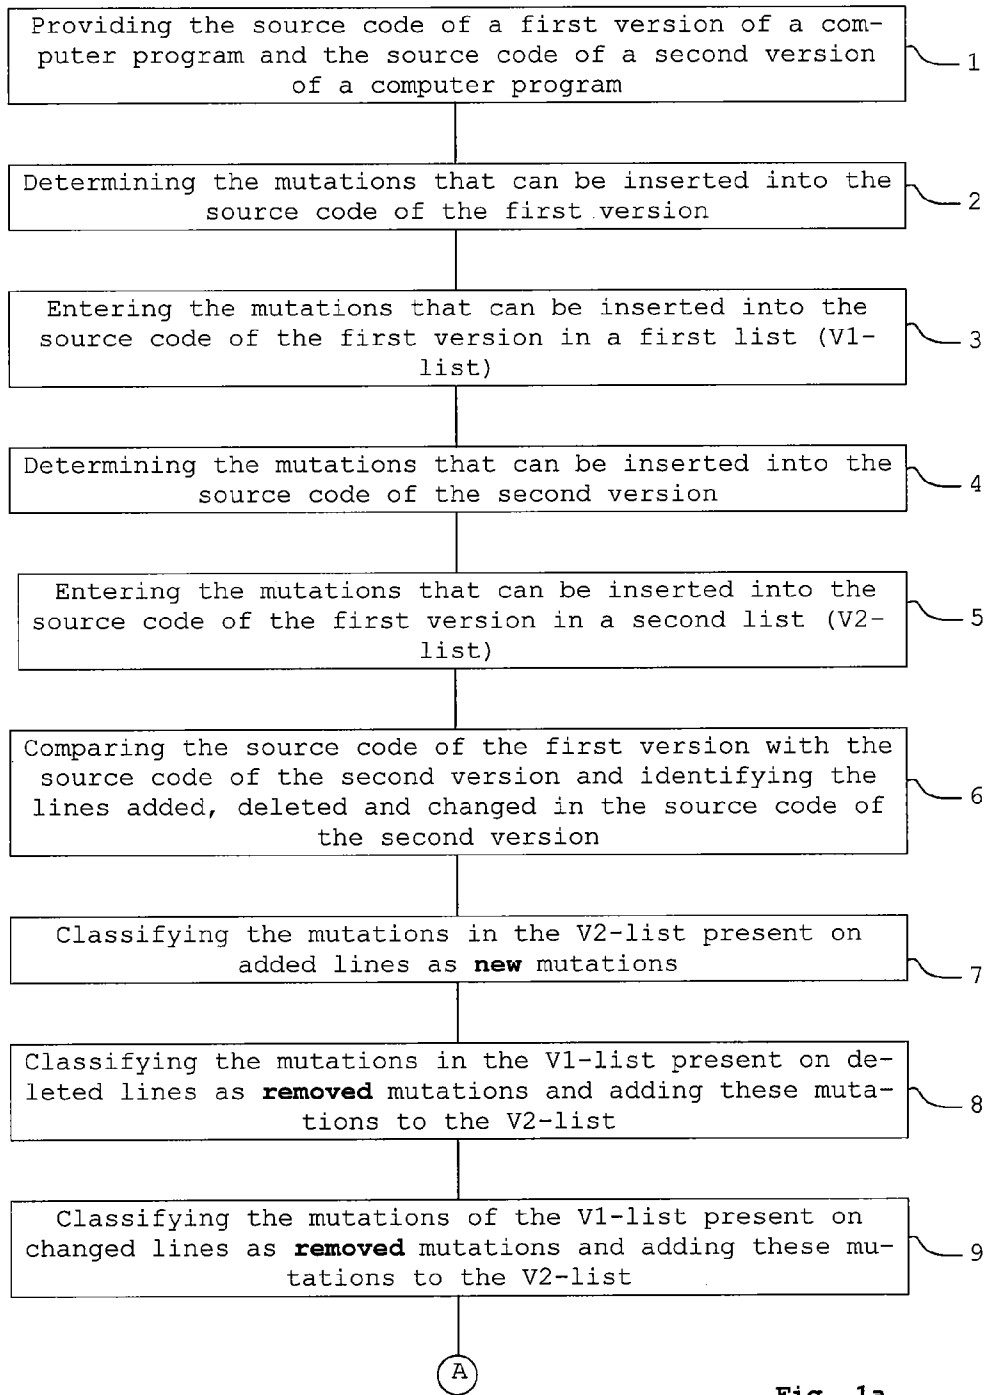 Providing the source code of a first version of a com-
puter program and the source code of a second version
of a computer program
1
Determining the mutations that can be inserted into the
source code of the first version
2
Entering the mutations that can be inserted into the
source code of the first version in a first list (V1-
list)
3
Determining the mutations that can be inserted into the
source code of the second version
4
Entering the mutations that can be inserted into the
source code of the first version in a second list (V2-
list)
5
Comparing the source code of the first version with the
source code of the second version and identifying the
lines added, deleted and changed in the source code of
the second version
6
Classifying the mutations in the V2-list present on
added lines as new mutations
7
Classifying the mutations in the V1-list present on de-
leted lines as removed mutations and adding these muta-
tions to the V2-list
8
Classifying the mutations of the V1-list present on
changed lines as removed mutations and adding these mu-
tations to the V2-list
9
A
Fig. 1a